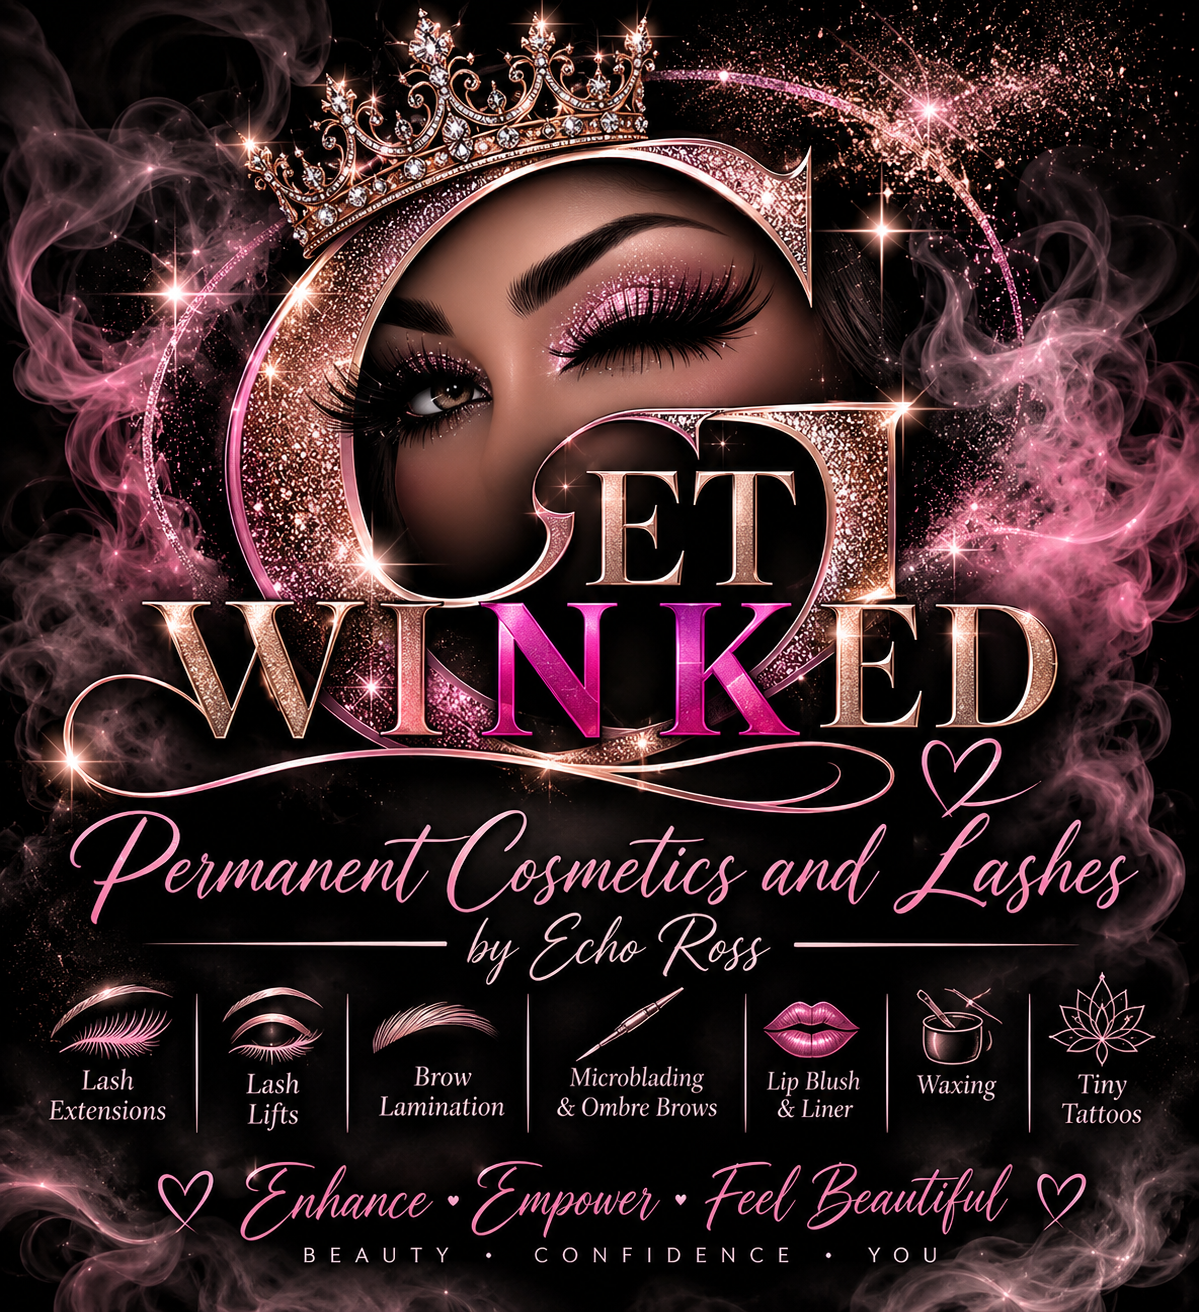 GET
WINKED
Permanent Cosmetics and Lashes
by Echo Ross
Lash
Extensions
Lash
Lifts
Brow
Lamination
Microblading
& Ombre Brows
Lip Blush
& Liner
Waxing
Tiny
Tattoos
Enhance ♥ Empower ♥ Feel Beautiful
BEAUTY • CONFIDENCE • YOU